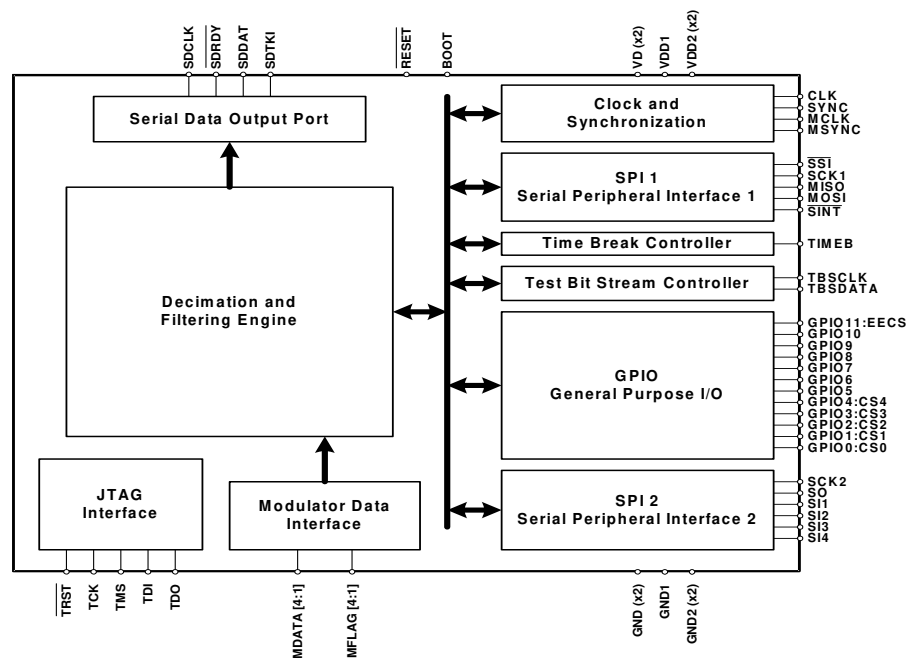 SDCLK
SDRDY
SDDAT
SDTKI
RESET
BOOT
VD (x2)
VDD1
VDD2 (x2)
Serial Data Output Port
Clock and
Synchronization
CLK
SYNC
MCLK
MSYNC
SPI 1
Serial Peripheral Interface 1
SSI
SCK1
MISO
MOSI
SINT
Time Break Controller
TIMEB
Test Bit Stream Controller
TBSCLK
TBSDATA
Decimation and
Filtering Engine
GPIO
General Purpose I/O
GPIO11:EECS
GPIO10
GPIO9
GPIO8
GPIO7
GPIO6
GPIO5
GPIO4:CS4
GPIO3:CS3
GPIO2:CS2
GPIO1:CS1
GPIO0:CS0
JTAG
Interface
Modulator Data
Interface
SPI 2
Serial Peripheral Interface 2
SCK2
SO
SI1
SI2
SI3
SI4
TRST
TCK
TMS
TDI
TDO
MDATA [4:1]
MFLAG [4:1]
GND (x2)
GND1
GND2 (x2)